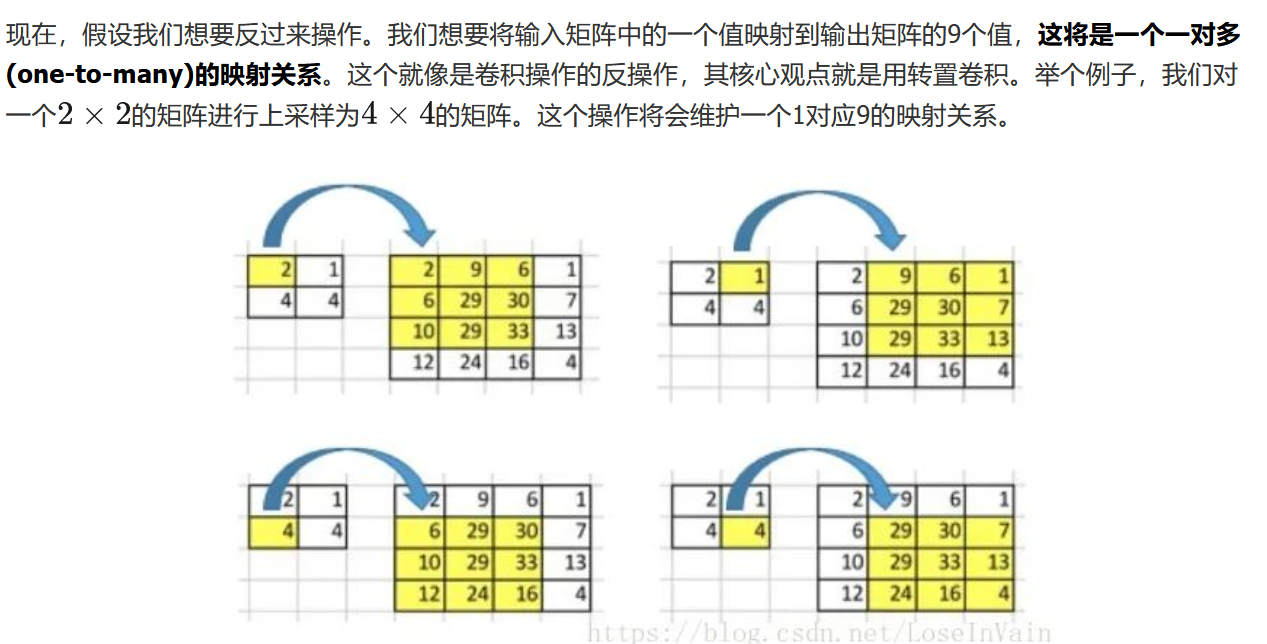 现在，假设我们想要反过来操作。我们想要将输入矩阵中的一个值映射到输出矩阵的9个值，这将是一个一对多
(one-to-many)的映射关系。这个就像是卷积操作的反操作，其核心观点就是用转置卷积。举个例子，我们对
一个2 × 2的矩阵进行上采样为4 × 4的矩阵。这个操作将会维护一个1对应9的映射关系。
2 1 2 9 6 1
4 4 6 29 30 7
10 29 33 13
12 24 16 4
2 1 2 9 6 1
4 4 6 29 30 7
10 29 33 13
12 24 16 4
2 1 2 9 6 1
4 4 6 29 30 7
10 29 33 13
12 24 16 4
2 1 2 9 6 1
4 4 6 29 30 7
10 29 33 13
12 24 16 4
https://blog.csdn.net/LoseInVain